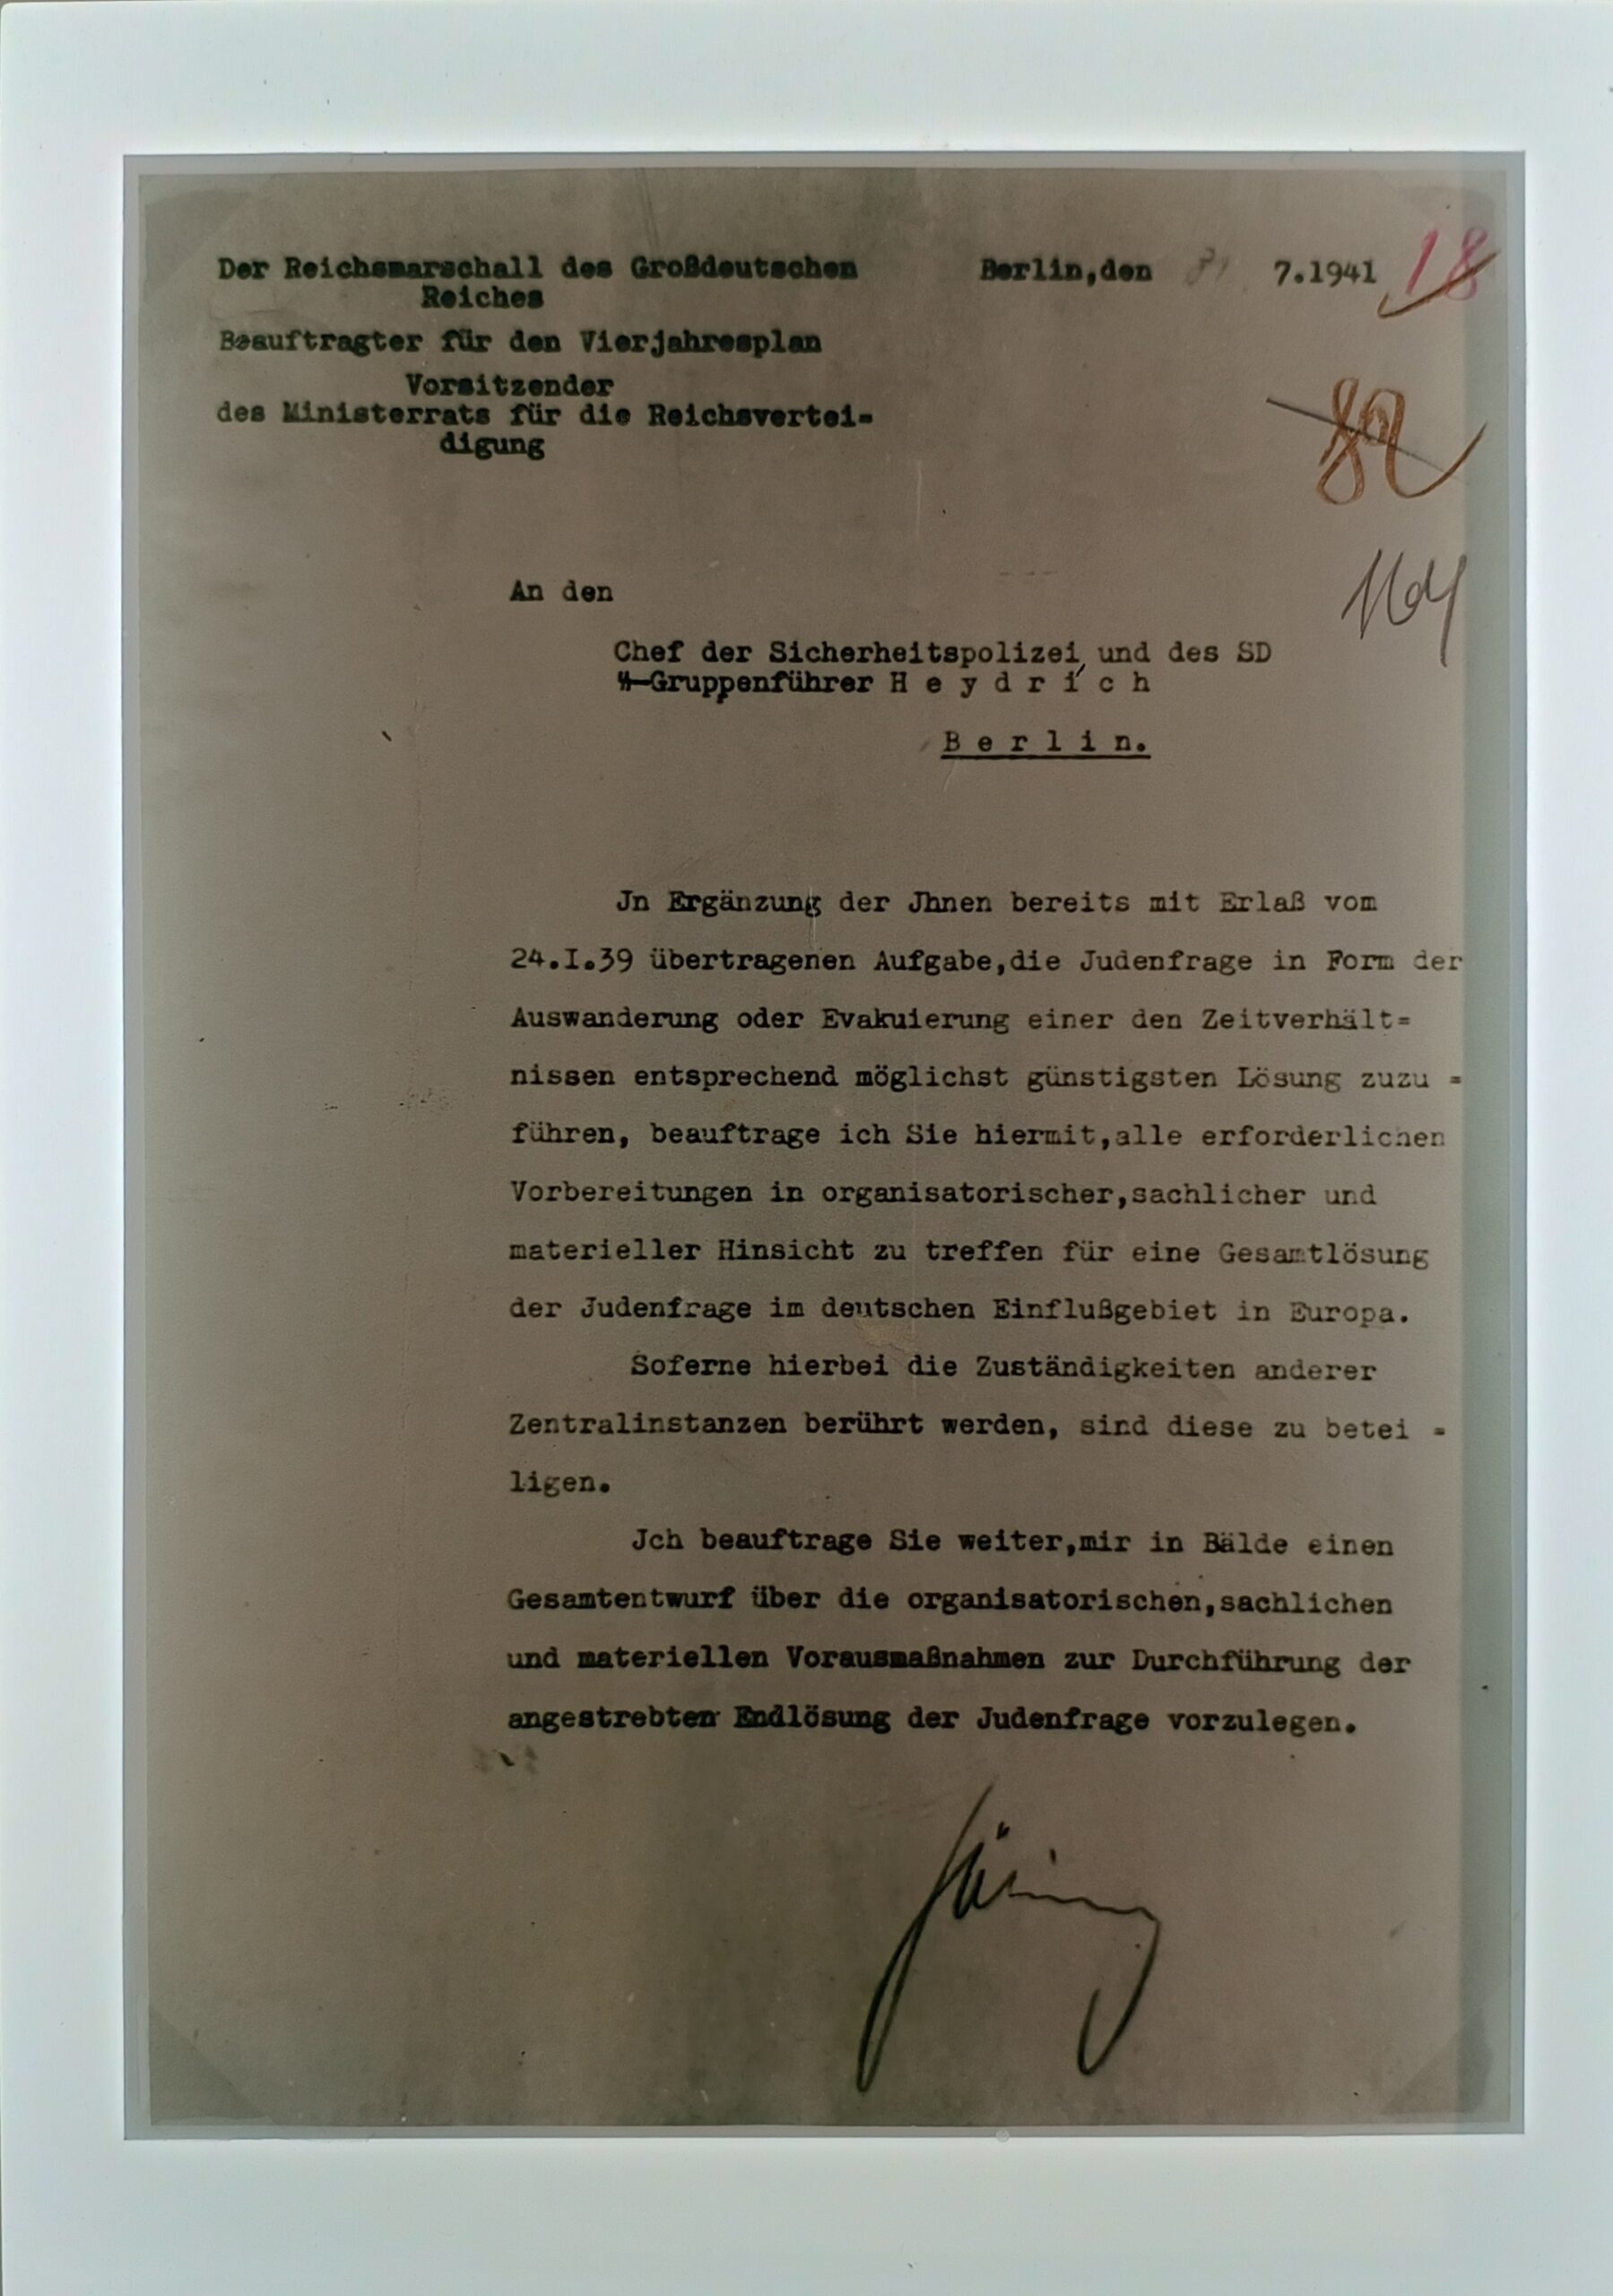 Der Reichsmarschall des Großdeutschen
Reiches
Berlin,den 7.1941
18
Beauftragter für den Vierjahresplan
Vorsitzender
des Ministerrats für die Reichsvertei=
digung
82
An den
Chef der Sicherheitspolizei und des SD
ϟϟ-Gruppenführer H e y d r i c h
B e r l i n.
Jn Ergänzung der Jhnen bereits mit Erlaß vom
24.I.39 übertragenen Aufgabe,die Judenfrage in Form der
Auswanderung oder Evakuierung einer den Zeitverhält=
nissen entsprechend möglichst günstigsten Lösung zuzu =
führen, beauftrage ich Sie hiermit,alle erforderlichen
Vorbereitungen in organisatorischer,sachlicher und
materieller Hinsicht zu treffen für eine Gesamtlösung
der Judenfrage im deutschen Einflußgebiet in Europa.
Soferne hierbei die Zuständigkeiten anderer
Zentralinstanzen berührt werden, sind diese zu betei =
ligen.
Jch beauftrage Sie weiter,mir in Bälde einen
Gesamtentwurf über die organisatorischen,sachlichen
und materiellen Vorausmaßnahmen zur Durchführung der
angestrebten Endlösung der Judenfrage vorzulegen.
Göring